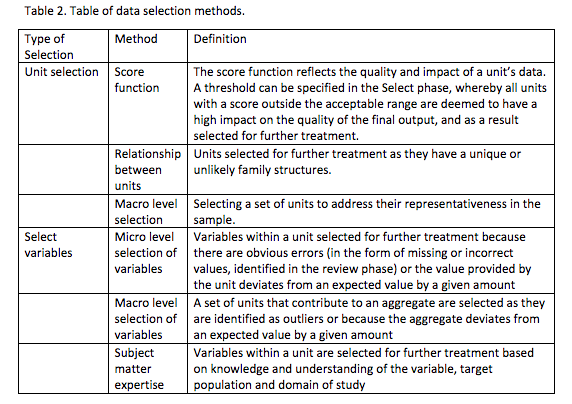 Table 2. Table of data selection methods.
Type of
Selection
Method
Definition
Unit selection
Score
function
The score function reflects the quality and impact of a unit's data.
A threshold can be specified in the Select phase, whereby all units
with a score outside the acceptable range are deemed to have a
high impact on the quality of the final output, and as a result
selected for further treatment.
Relationship
between
units
Units selected for further treatment as they have a unique or
unlikely family structures.
Macro level
selection
Selecting a set of units to address their representativeness in the
sample.
Select
variables
Micro level
selection of
variables
Variables within a unit selected for further treatment because
there are obvious errors (in the form of missing or incorrect
values, identified in the review phase) or the value provided by
the unit deviates from an expected value by a given amount
Macro level
selection of
variables
A set of units that contribute to an aggregate are selected as they
are identified as outliers or because the aggregate deviates from
an expected value by a given amount
Subject
matter
expertise
Variables within a unit are selected for further treatment based
on knowledge and understanding of the variable, target
population and domain of study